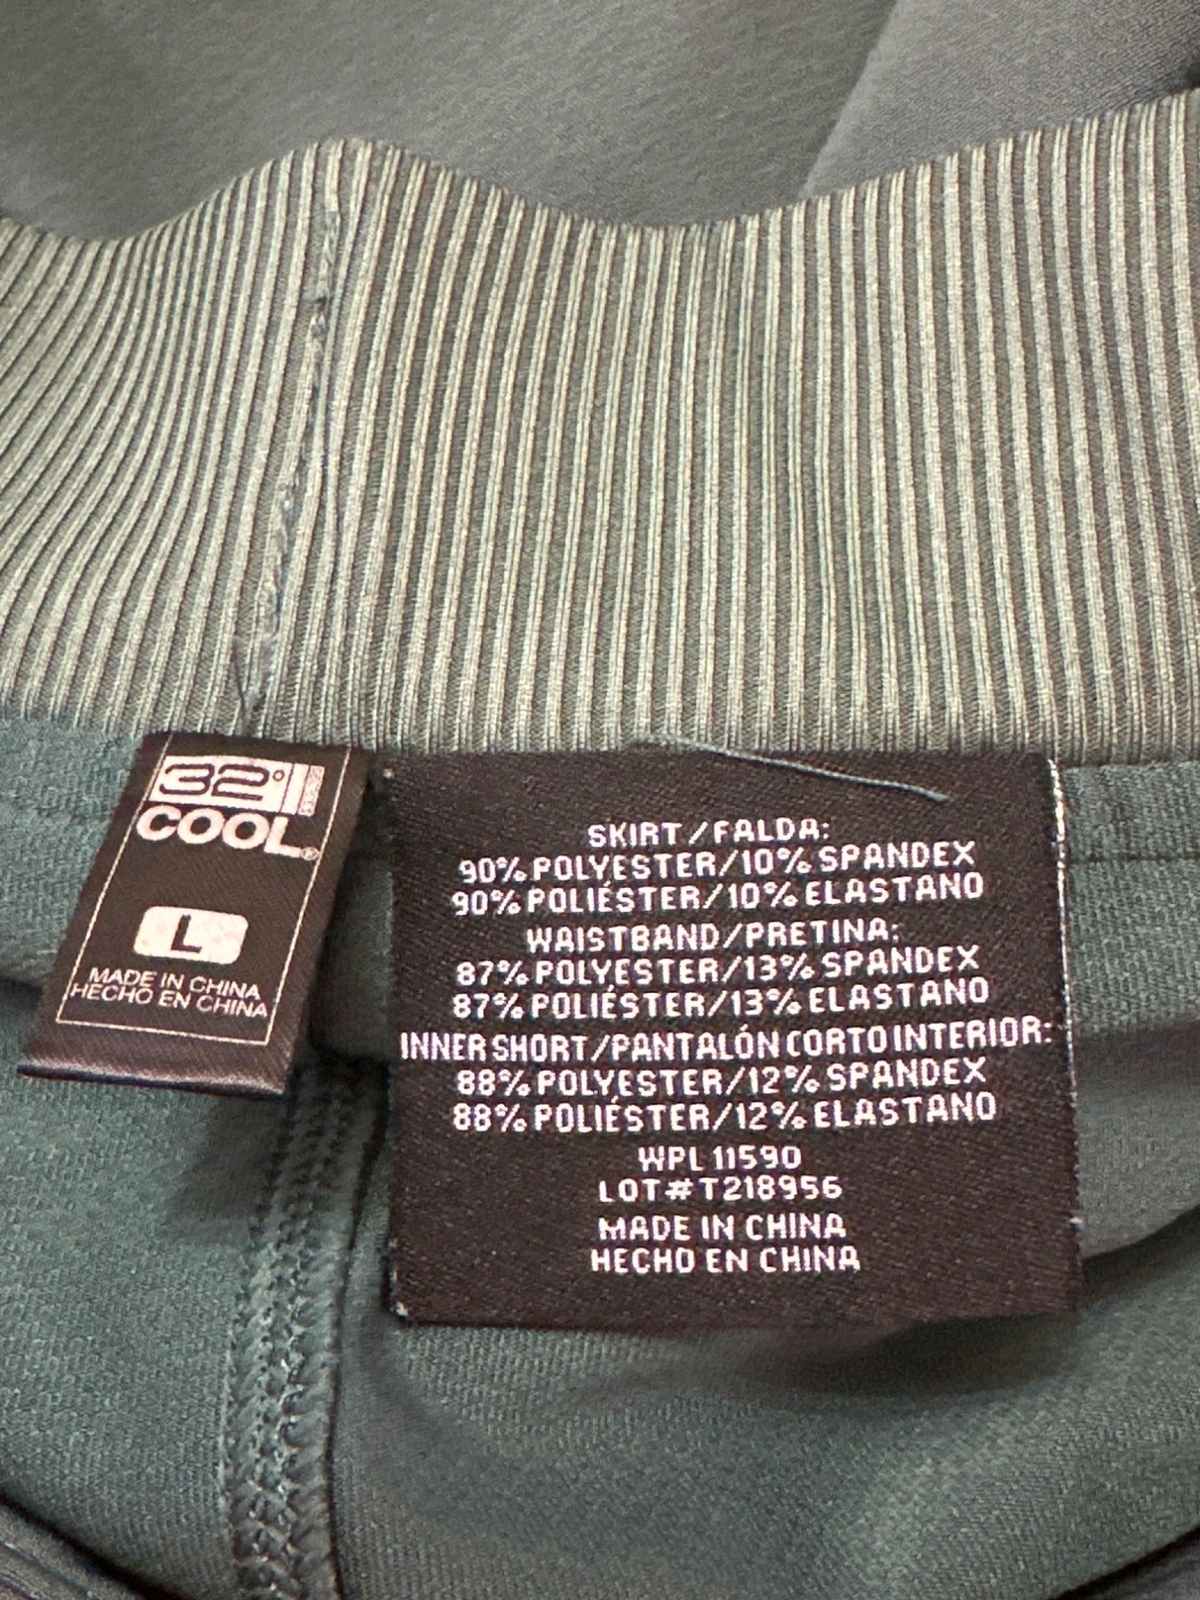 32°
COOL®
L
MADE IN CHINA
HECHO EN CHINA
SKIRT/FALDA:
90% POLYESTER/10% SPANDEX
90% POLIÉSTER/10% ELASTANO
WAISTBAND/PRETINA:
87% POLYESTER/13% SPANDEX
87% POLIÉSTER/13% ELASTANO
INNER SHORT/PANTALÓN CORTO INTERIOR:
88% POLYESTER/12% SPANDEX
88% POLIÉSTER/12% ELASTANO
WPL 11590
LOT#T218956
MADE IN CHINA
HECHO EN CHINA